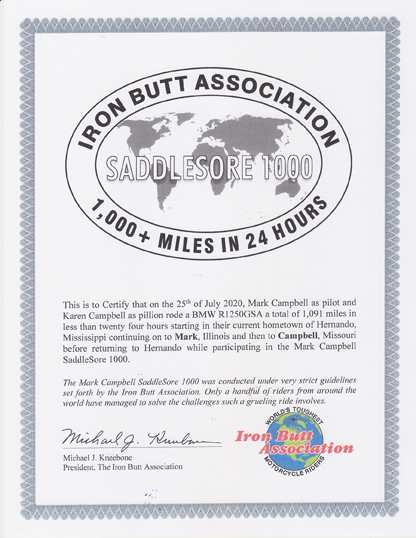 IRON BUTT ASSOCIATION
SADDLESORE 1000
1,000+ MILES IN 24 HOURS
This is to Certify that on the 25th of July 2020, Mark Campbell as pilot and
Karen Campbell as pillion rode a BMW R1250GSA a total of 1,091 miles in
less than twenty four hours starting in their current hometown of Hernando,
Mississippi continuing on to Mark, Illinois and then to Campbell, Missouri
before returning to Hernando while participating in the Mark Campbell
SaddleSore 1000.
The Mark Campbell SaddleSore 1000 was conducted under very strict guidelines
set forth by the Iron Butt Association. Only a handful of riders from around the
world have managed to solve the challenges such a grueling ride involves.
Michael J. Kneebone
Michael J. Kneebone
President, The Iron Butt Association
WORLD'S TOUGHEST
Iron Butt
Association
MOTORCYCLE RIDERS